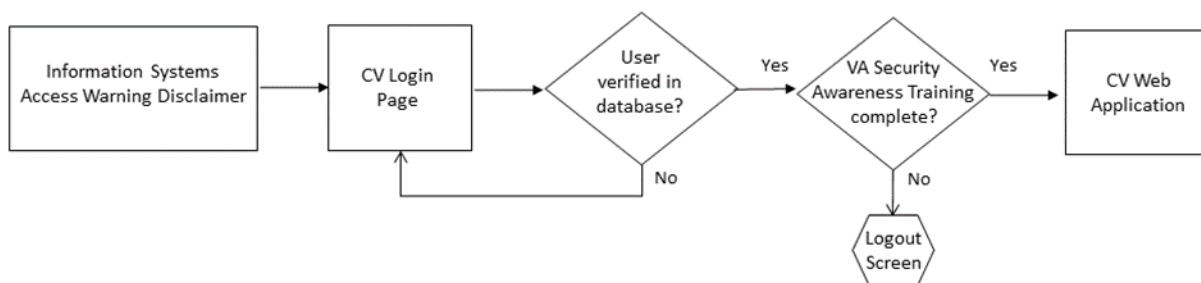 Information Systems
Access Warning Disclaimer
CV Login
Page
User
verified in
database?
Yes
No
VA Security
Awareness Training
complete?
Yes
No
CV Web
Application
Logout
Screen